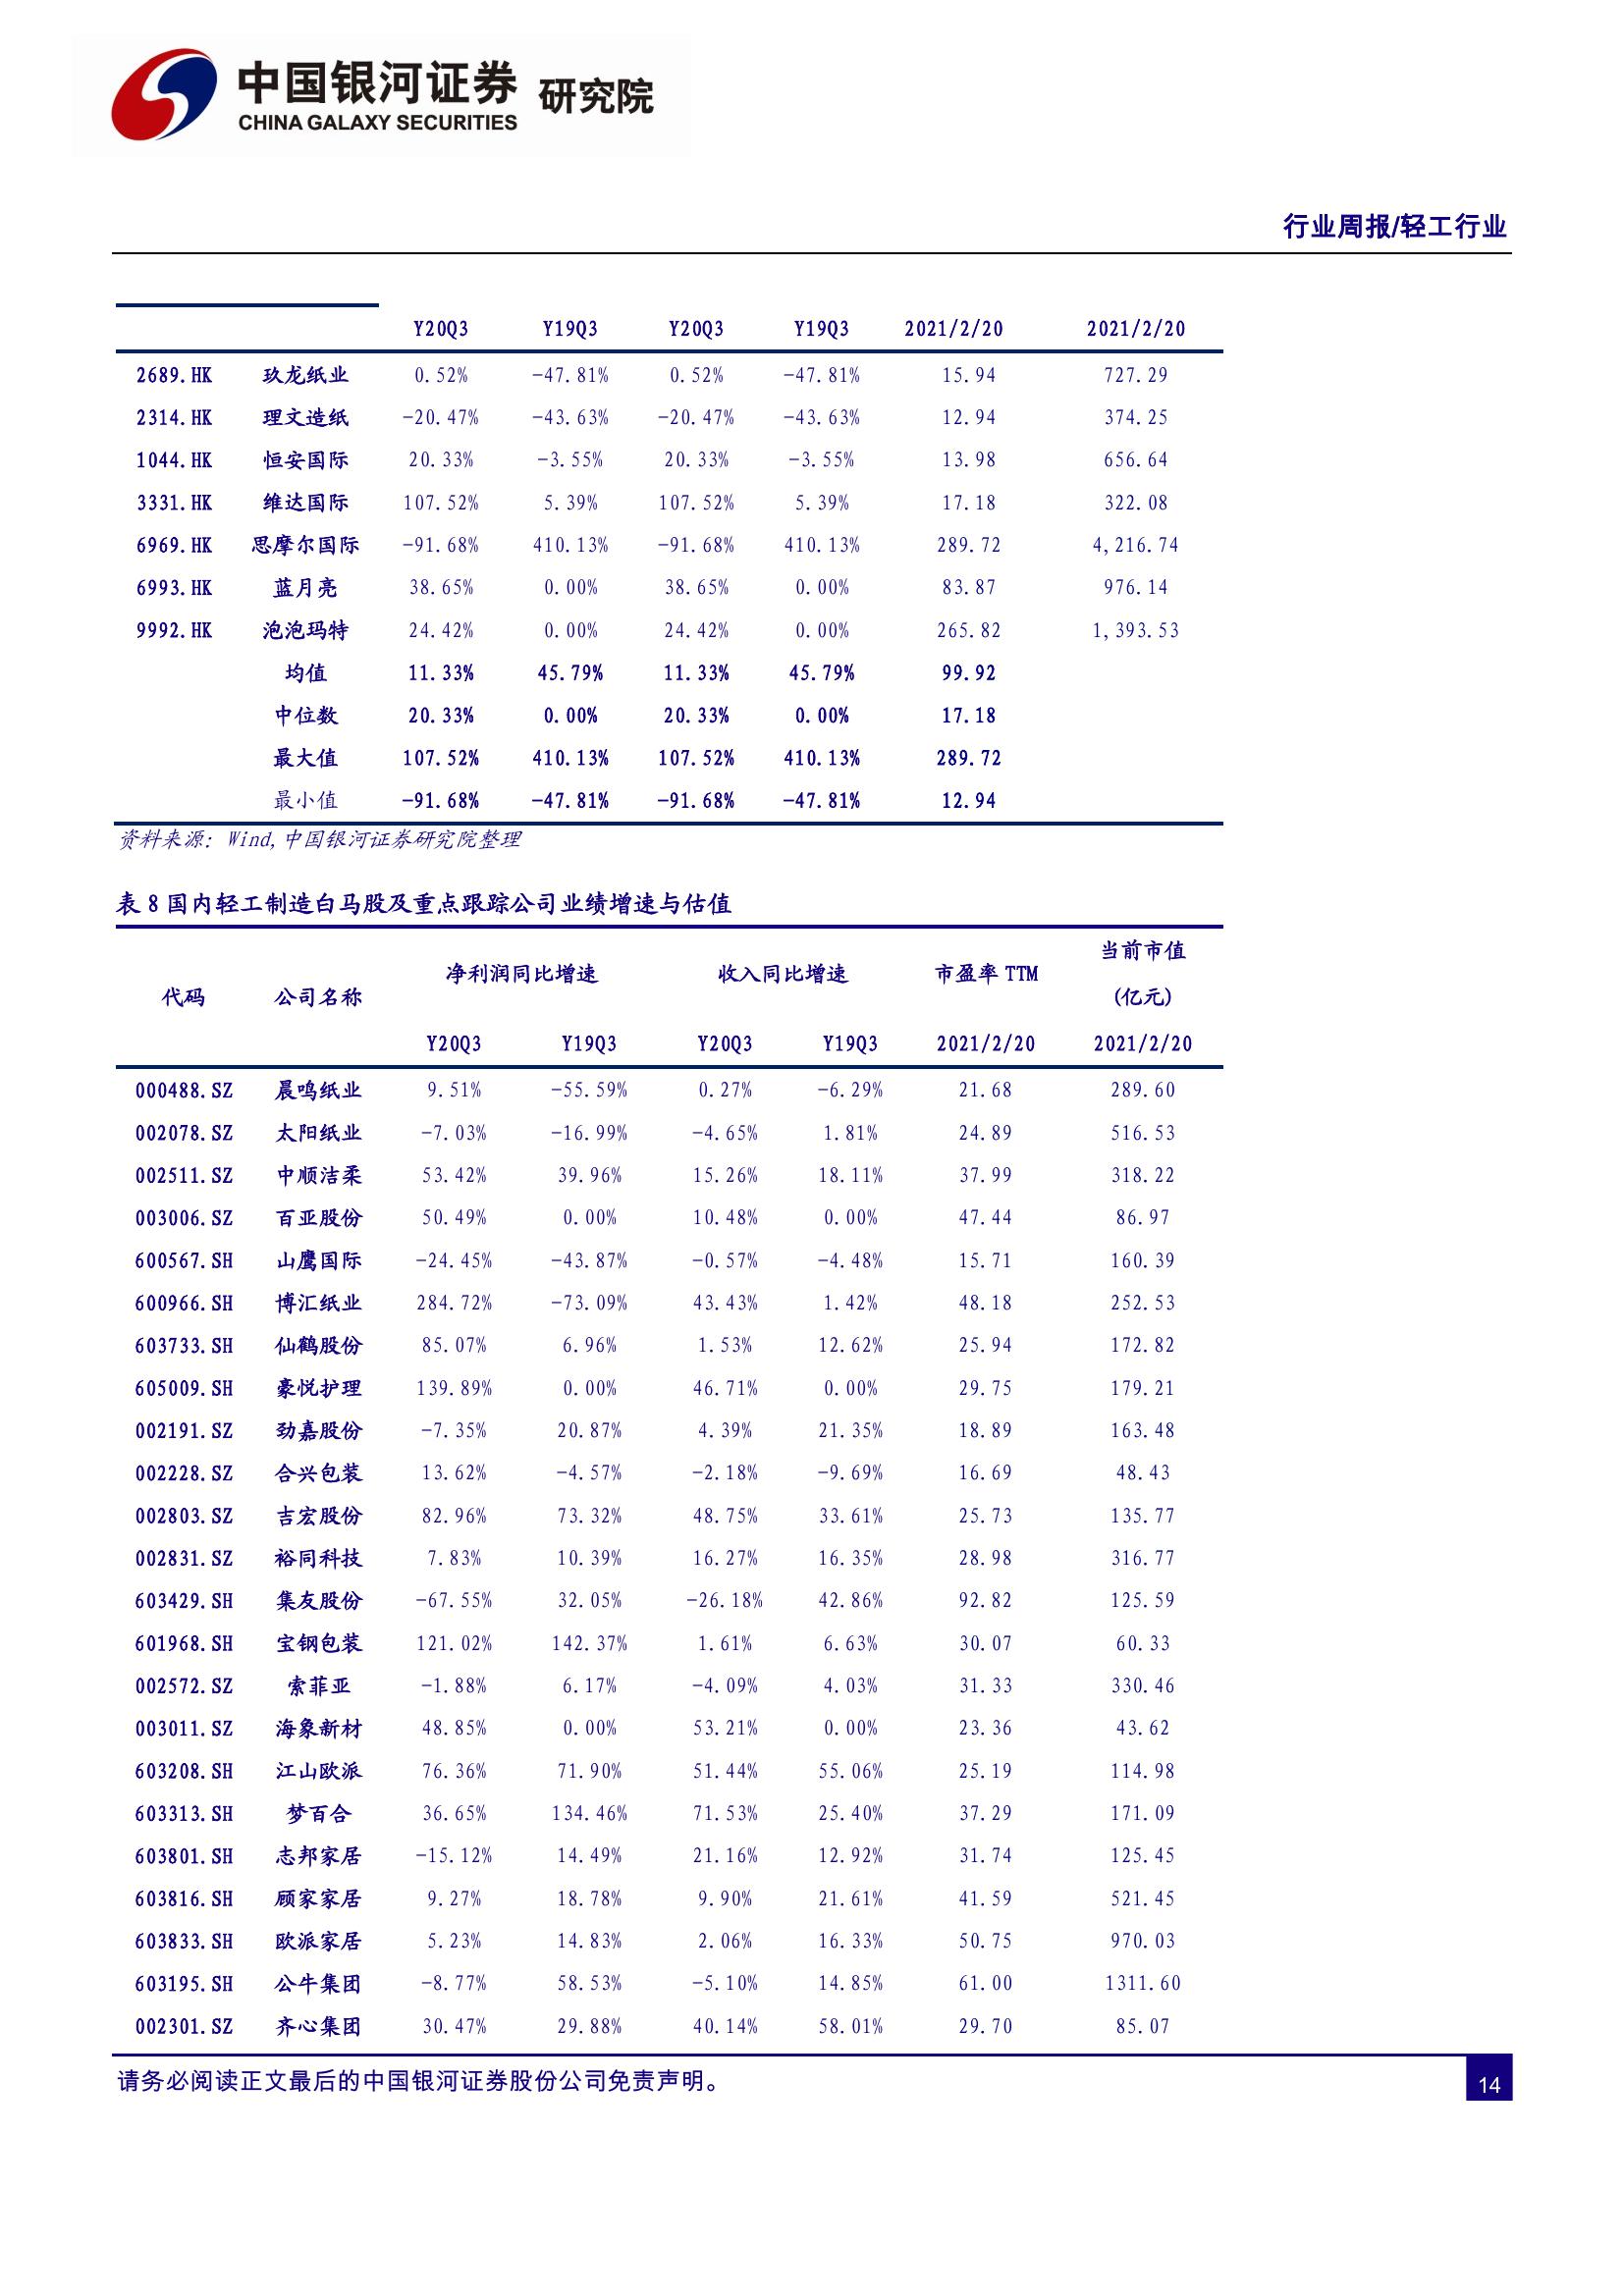 中国银河证券 研究院
CHINA GALAXY SECURITIES
行业周报/轻工行业
Y20Q3 Y19Q3 Y20Q3 Y19Q3 2021/2/20 2021/2/20
2689.HK 玖龙纸业 0.52% -47.81% 0.52% -47.81% 15.94 727.29
2314.HK 理文造纸 -20.47% -43.63% -20.47% -43.63% 12.94 374.25
1044.HK 恒安国际 20.33% -3.55% 20.33% -3.55% 13.98 656.64
3331.HK 维达国际 107.52% 5.39% 107.52% 5.39% 17.18 322.08
6969.HK 思摩尔国际 -91.68% 410.13% -91.68% 410.13% 289.72 4,216.74
6993.HK 蓝月亮 38.65% 0.00% 38.65% 0.00% 83.87 976.14
9992.HK 泡泡玛特 24.42% 0.00% 24.42% 0.00% 265.82 1,393.53
均值 11.33% 45.79% 11.33% 45.79% 99.92
中位数 20.33% 0.00% 20.33% 0.00% 17.18
最大值 107.52% 410.13% 107.52% 410.13% 289.72
最小值 -91.68% -47.81% -91.68% -47.81% 12.94
资料来源：Wind,中国银河证券研究院整理
表 8 国内轻工制造白马股及重点跟踪公司业绩增速与估值
代码 公司名称 净利润同比增速 收入同比增速 市盈率 TTM 当前市值
(亿元)
Y20Q3 Y19Q3 Y20Q3 Y19Q3 2021/2/20 2021/2/20
000488.SZ 晨鸣纸业 9.51% -55.59% 0.27% -6.29% 21.68 289.60
002078.SZ 太阳纸业 -7.03% -16.99% -4.65% 1.81% 24.89 516.53
002511.SZ 中顺洁柔 53.42% 39.96% 15.26% 18.11% 37.99 318.22
003006.SZ 百亚股份 50.49% 0.00% 10.48% 0.00% 47.44 86.97
600567.SH 山鹰国际 -24.45% -43.87% -0.57% -4.48% 15.71 160.39
600966.SH 博汇纸业 284.72% -73.09% 43.43% 1.42% 48.18 252.53
603733.SH 仙鹤股份 85.07% 6.96% 1.53% 12.62% 25.94 172.82
605009.SH 豪悦护理 139.89% 0.00% 46.71% 0.00% 29.75 179.21
002191.SZ 劲嘉股份 -7.35% 20.87% 4.39% 21.35% 18.89 163.48
002228.SZ 合兴包装 13.62% -4.57% -2.18% -9.69% 16.69 48.43
002803.SZ 吉宏股份 82.96% 73.32% 48.75% 33.61% 25.73 135.77
002831.SZ 裕同科技 7.83% 10.39% 16.27% 16.35% 28.98 316.77
603429.SH 集友股份 -67.55% 32.05% -26.18% 42.86% 92.82 125.59
601968.SH 宝钢包装 121.02% 142.37% 1.61% 6.63% 30.07 60.33
002572.SZ 索菲亚 -1.88% 6.17% -4.09% 4.03% 31.33 330.46
003011.SZ 海象新材 48.85% 0.00% 53.21% 0.00% 23.36 43.62
603208.SH 江山欧派 76.36% 71.90% 51.44% 55.06% 25.19 114.98
603313.SH 梦百合 36.65% 134.46% 71.53% 25.40% 37.29 171.09
603801.SH 志邦家居 -15.12% 14.49% 21.16% 12.92% 31.74 125.45
603816.SH 顾家家居 9.27% 18.78% 9.90% 21.61% 41.59 521.45
603833.SH 欧派家居 5.23% 14.83% 2.06% 16.33% 50.75 970.03
603195.SH 公牛集团 -8.77% 58.53% -5.10% 14.85% 61.00 1311.60
002301.SZ 齐心集团 30.47% 29.88% 40.14% 58.01% 29.70 85.07
请务必阅读正文最后的中国银河证券股份公司免责声明。
14